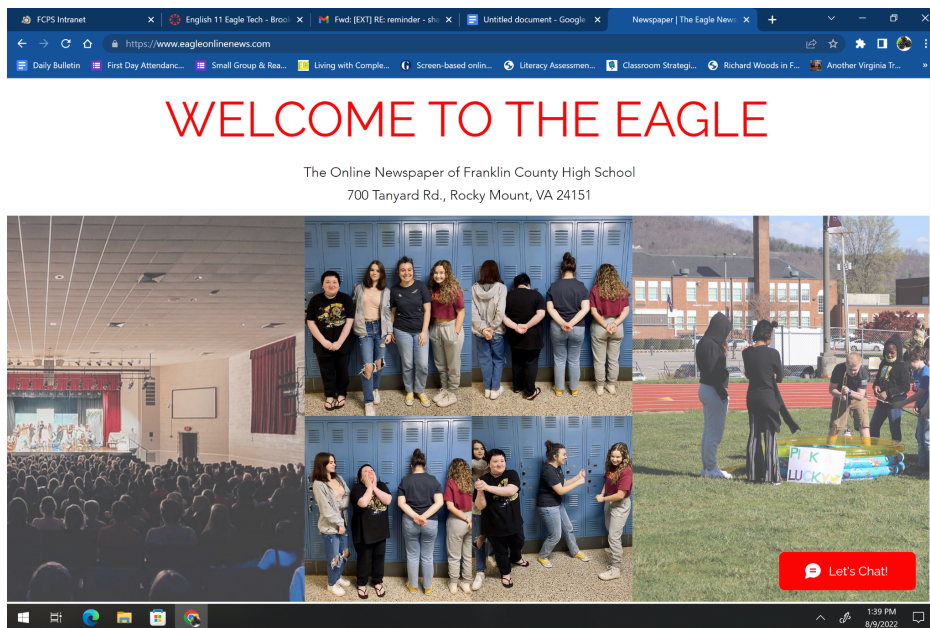 FCPS Intranet
English 11 Eagle Tech - Brook
Fwd: [EXT] RE: reminder - sha
Untitled document - Google
Newspaper | The Eagle News
https://www.eagleonlinenews.com
Daily Bulletin
First Day Attendanc...
Small Group & Rea...
Living with Comple...
Screen-based onlin...
Literacy Assessmen...
Classroom Strategi...
Richard Woods in F...
Another Virginia Tr...
WELCOME TO THE EAGLE
The Online Newspaper of Franklin County High School
700 Tanyard Rd., Rocky Mount, VA 24151
LUCKY
Let's Chat!
1:39 PM
8/9/2022